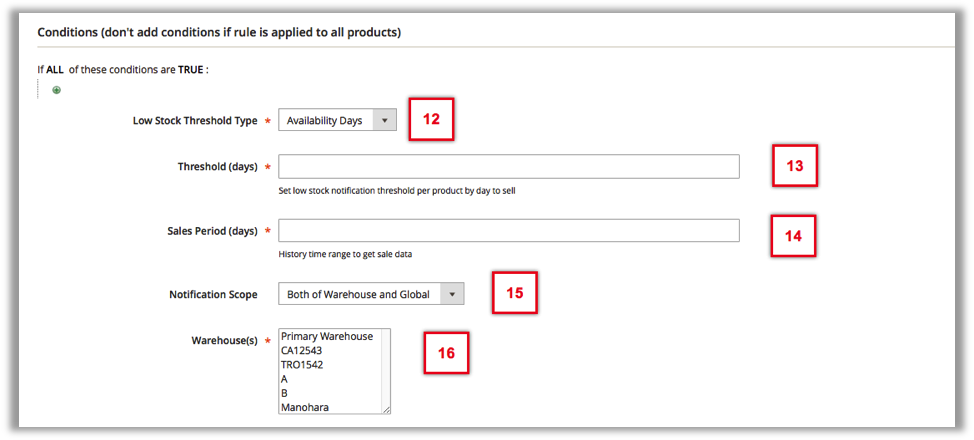 Conditions (don't add conditions if rule is applied to all products)
If ALL of these conditions are TRUE :
Low Stock Threshold Type * Availability Days 12
Threshold (days) * 13
Set low stock notification threshold per product by day to sell
Sales Period (days) * 14
History time range to get sale data
Notification Scope Both of Warehouse and Global 15
Warehouse(s) * Primary Warehouse 16
CA12543
TRO1542
A
B
Manohara